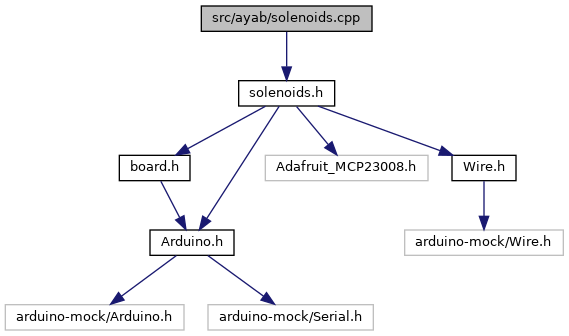 src/ayab/solenoids.cpp
solenoids.h
board.h
Adafruit_MCP23008.h
Wire.h
Arduino.h
arduino-mock/Wire.h
arduino-mock/Arduino.h
arduino-mock/Serial.h